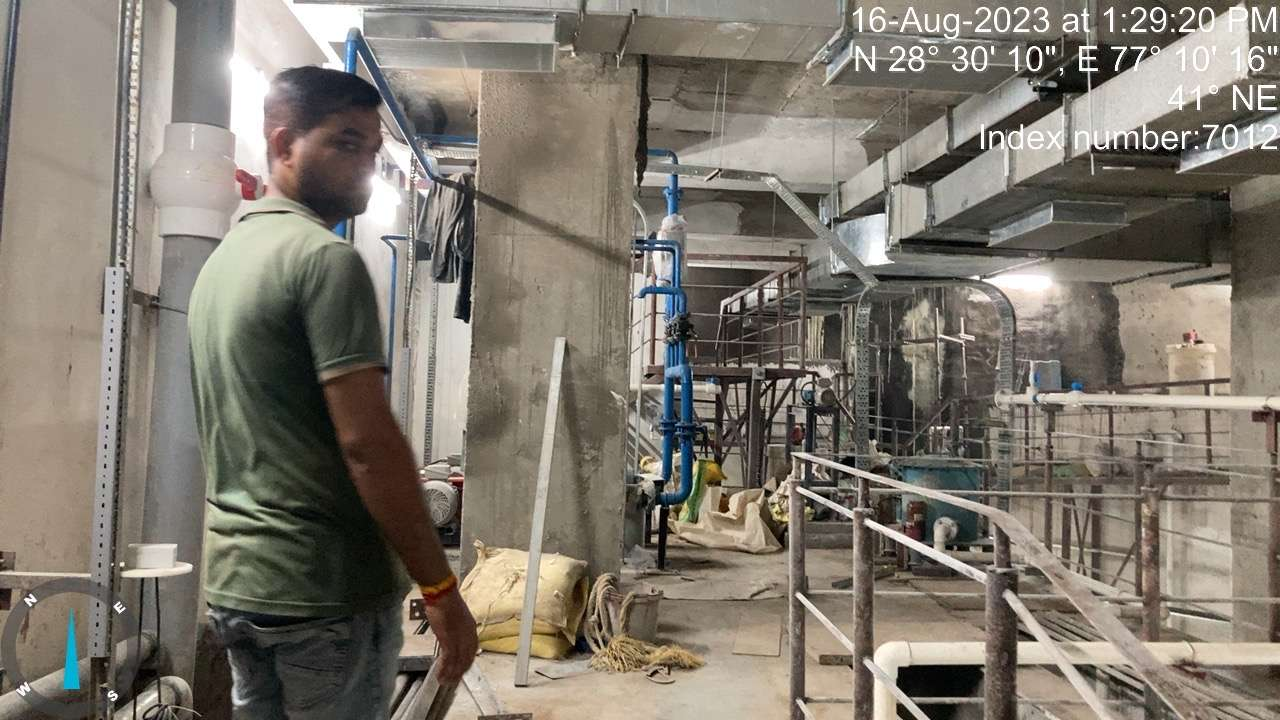 16-Aug-2023 at 1:29:20 PM
N 28° 30' 10", E 77° 10' 16"
41° NE
Index number:7012
N
E
W
S